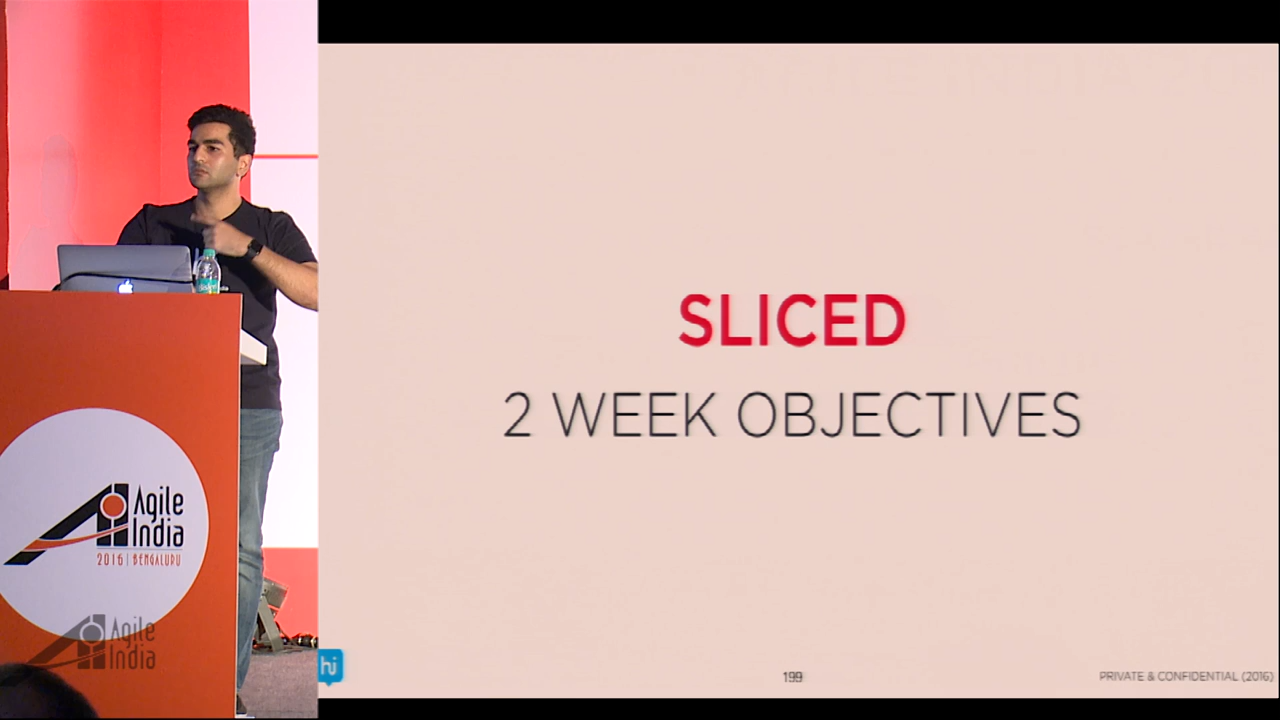 SLICED
2 WEEK OBJECTIVES
hi
199
PRIVATE & CONFIDENTIAL (2016)
Agile
India
2016 | BENGALURU
Agile
India